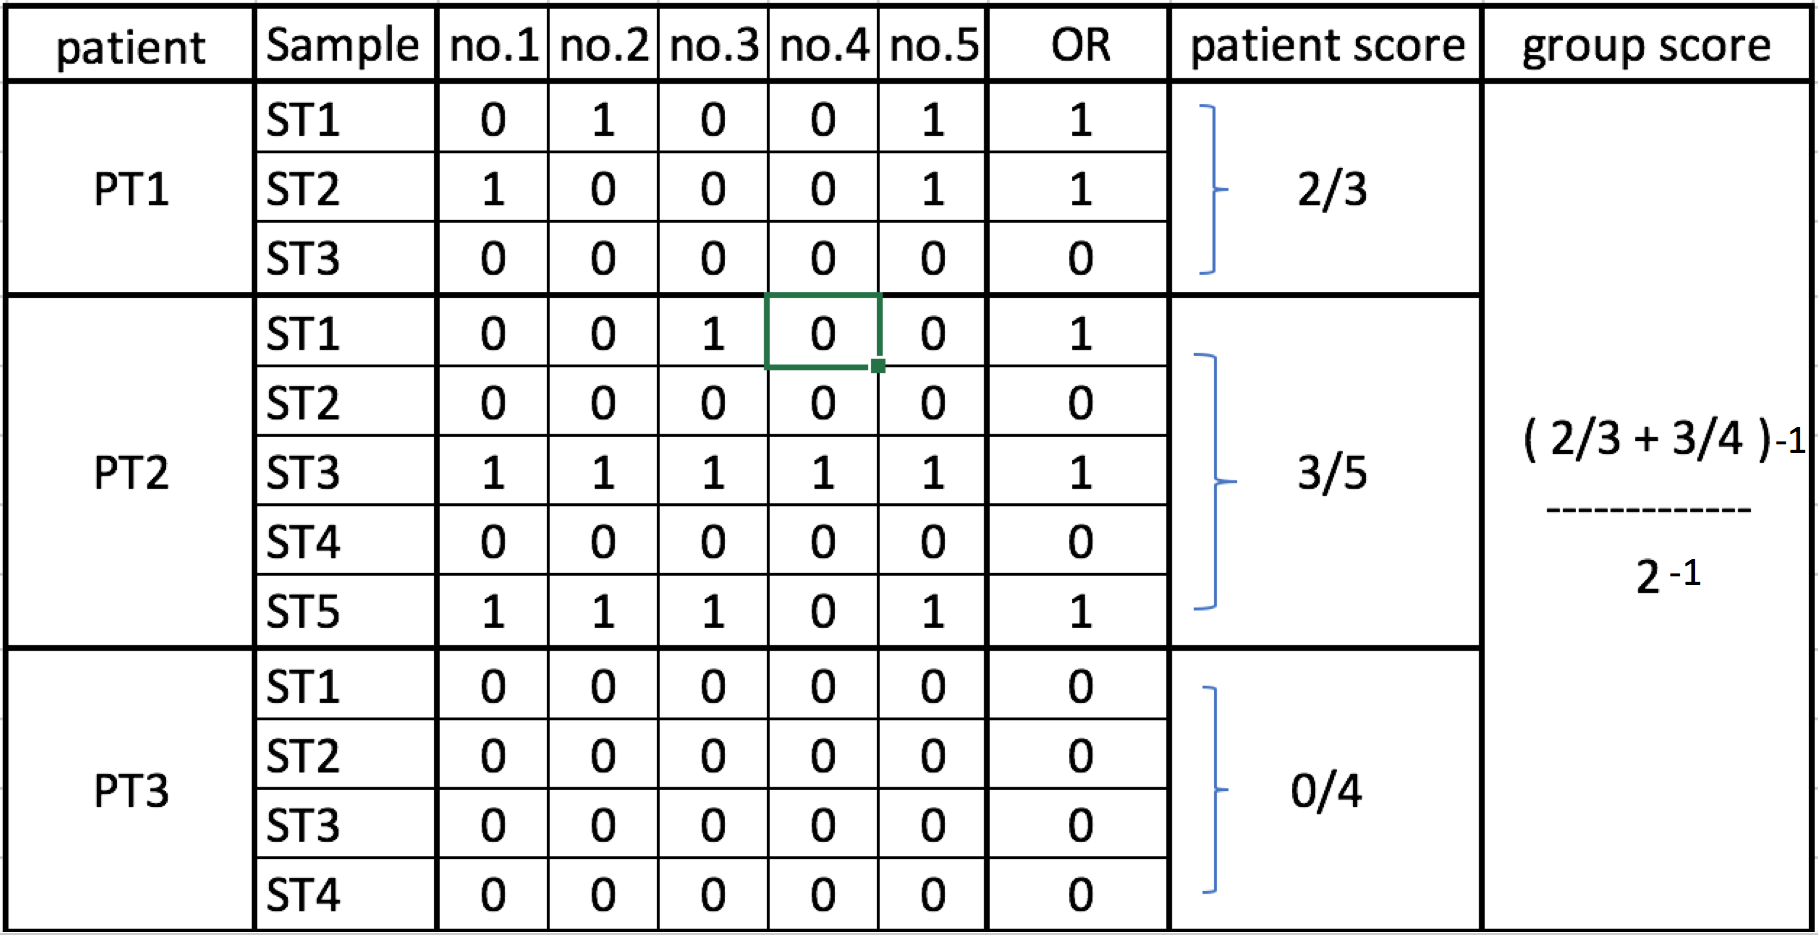 patient Sample no.1 no.2 no.3 no.4 no.5 OR patient score group score
ST1 0 1 0 0 1 1
PT1 ST2 1 0 0 0 1 1 2/3
ST3 0 0 0 0 0 0
ST1 0 0 1 0 0 1
ST2 0 0 0 0 0 0
PT2 ST3 1 1 1 1 1 1 3/5
ST4 0 0 0 0 0 0
ST5 1 1 1 0 1 1
ST1 0 0 0 0 0 0
ST2 0 0 0 0 0 0
PT3 0/4
ST3 0 0 0 0 0 0
ST4 0 0 0 0 0 0
( 2/3 + 3/4 )-1
-------------
2 -1